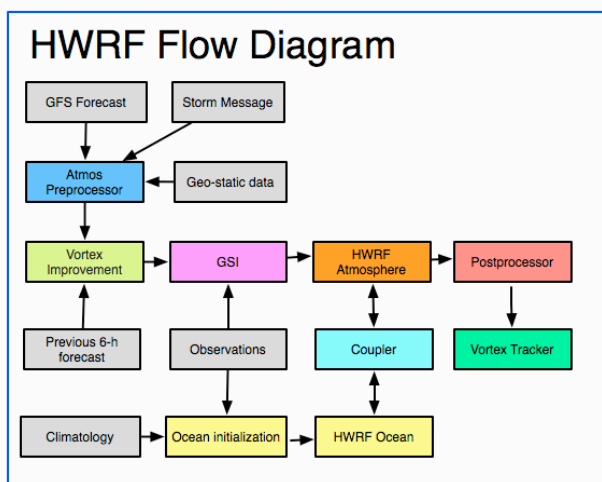 HWRF Flow Diagram
GFS Forecast
Storm Message
Atmos
Preprocessor
Geo-static data
Vortex
Improvement
GSI
HWRF
Atmosphere
Postprocessor
Previous 6-h
forecast
Observations
Coupler
Vortex Tracker
Climatology
Ocean initialization
HWRF Ocean